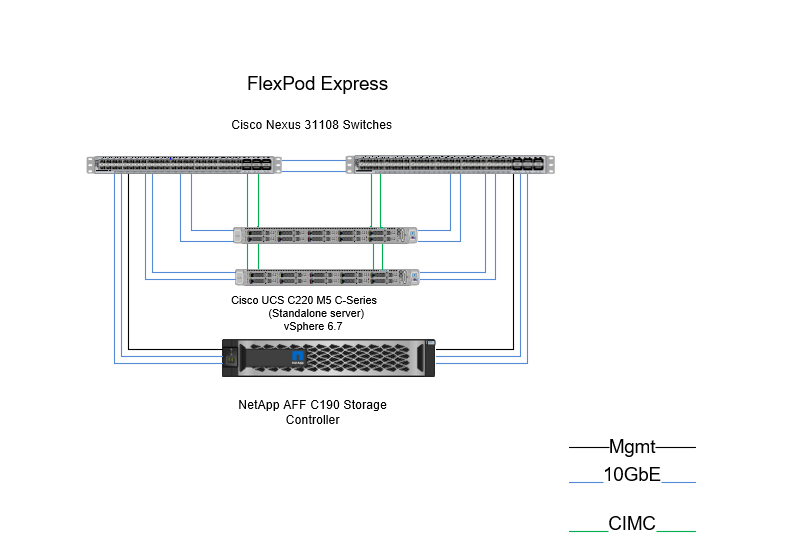 FlexPod Express
Cisco Nexus 31108 Switches
Cisco UCS C220 M5 C-Series
(Standalone server)
vSphere 6.7
NetApp AFF C190 Storage
Controller
Mgmt
10GbE
CIMC